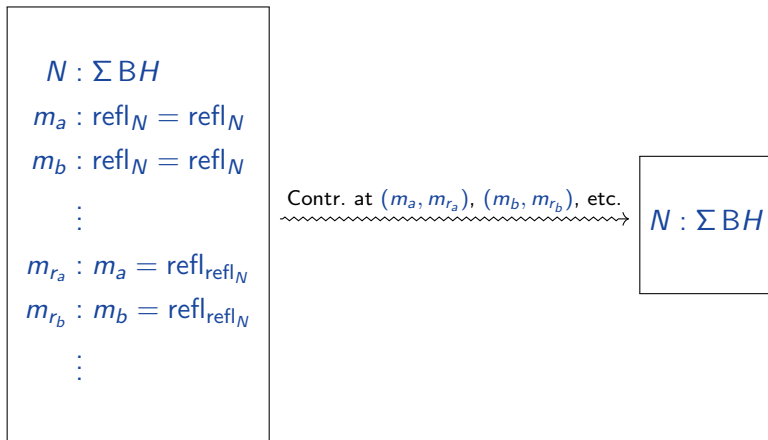 N : Σ BH
m_a : refl_N = refl_N
m_b : refl_N = refl_N
⋮
m_{r_a} : m_a = refl_{refl_N}
m_{r_b} : m_b = refl_{refl_N}
⋮
Contr. at (m_a, m_{r_a}), (m_b, m_{r_b}), etc.
N : Σ BH